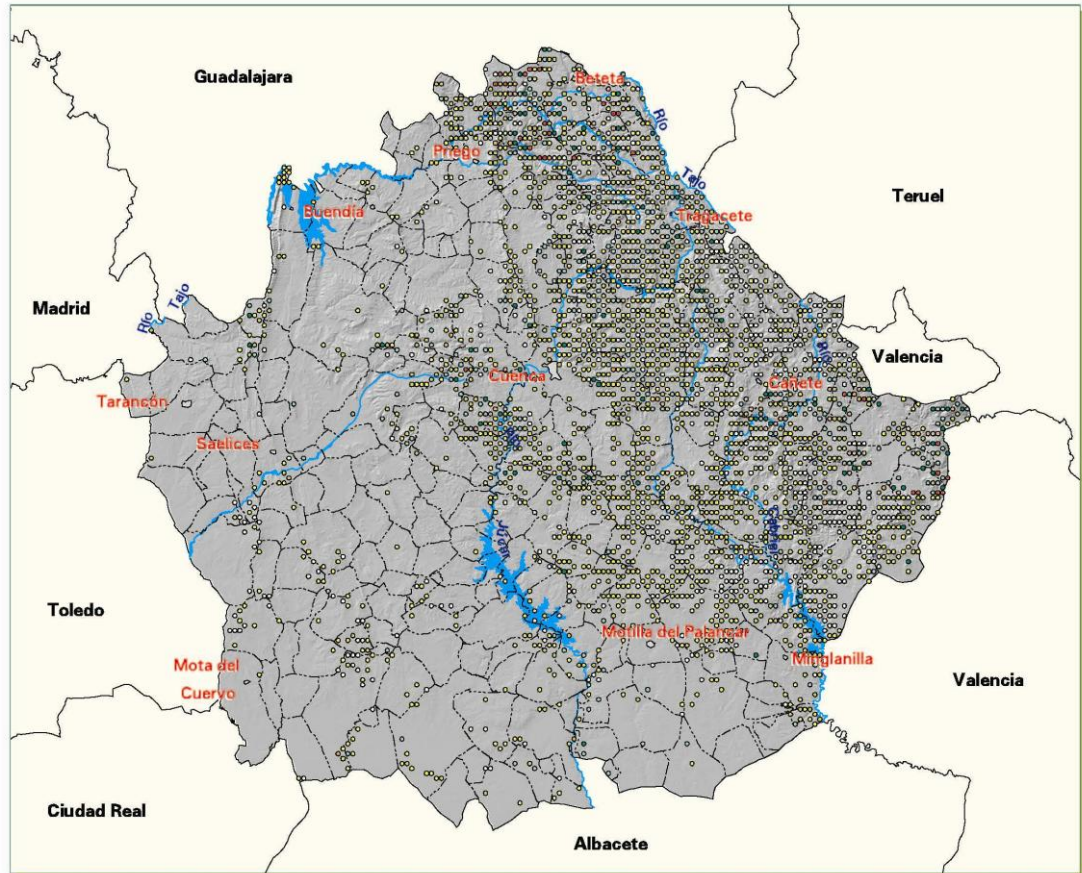 Guadalajara
Beteta
Río
Priego
Tajo
Teruel
Buendía
Tragacete
Río
Tajo
Madrid
Río
Valencia
Cuenca
Cañete
Tarancón
Saelices
Júcar
Cabriel
Toledo
Motilla del Palancar
Mota del
Cuervo
Minglanilla
Valencia
Ciudad Real
Albacete